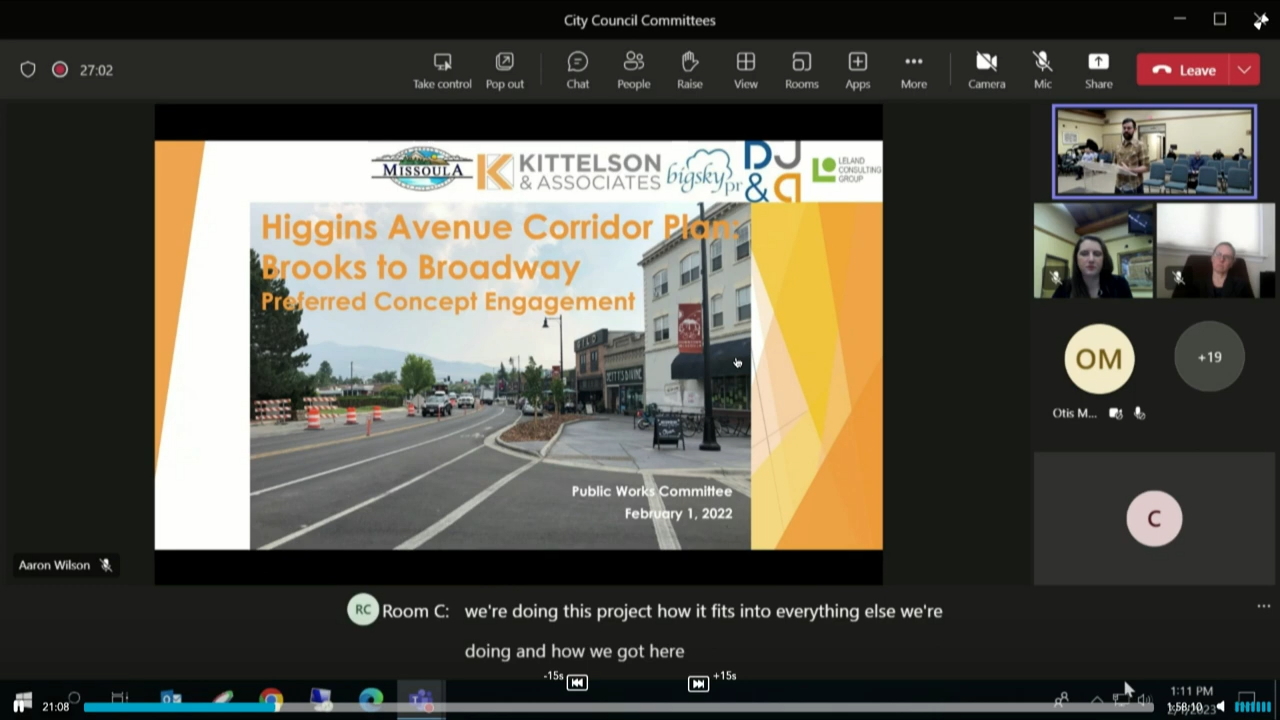 City Council Committees
27:02
Take control
Pop out
Chat
People
Raise
View
Rooms
Apps
More
Camera
Mic
Share
Leave
MISSOULA
KITTELSON
& ASSOCIATES
bigsky pr
DJ
&a
LELAND
CONSULTING
GROUP
Higgins Avenue Corridor Plan:
Brooks to Broadway
Preferred Concept Engagement
Public Works Committee
February 1, 2022
OM
+19
Otis M...
C
Aaron Wilson
RC Room C: we're doing this project how it fits into everything else we're
doing and how we got here
-15s
+15s
21:08
1:11 PM
1:58:10